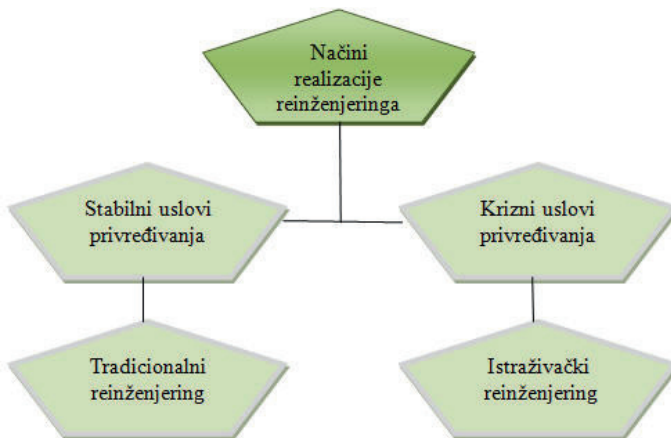 Načini
realizacije
reinženjeringa
Stabilni uslovi
privređivanja
Krizni uslovi
privređivanja
Tradicionalni
reinženjering
Istraživački
reinženjering